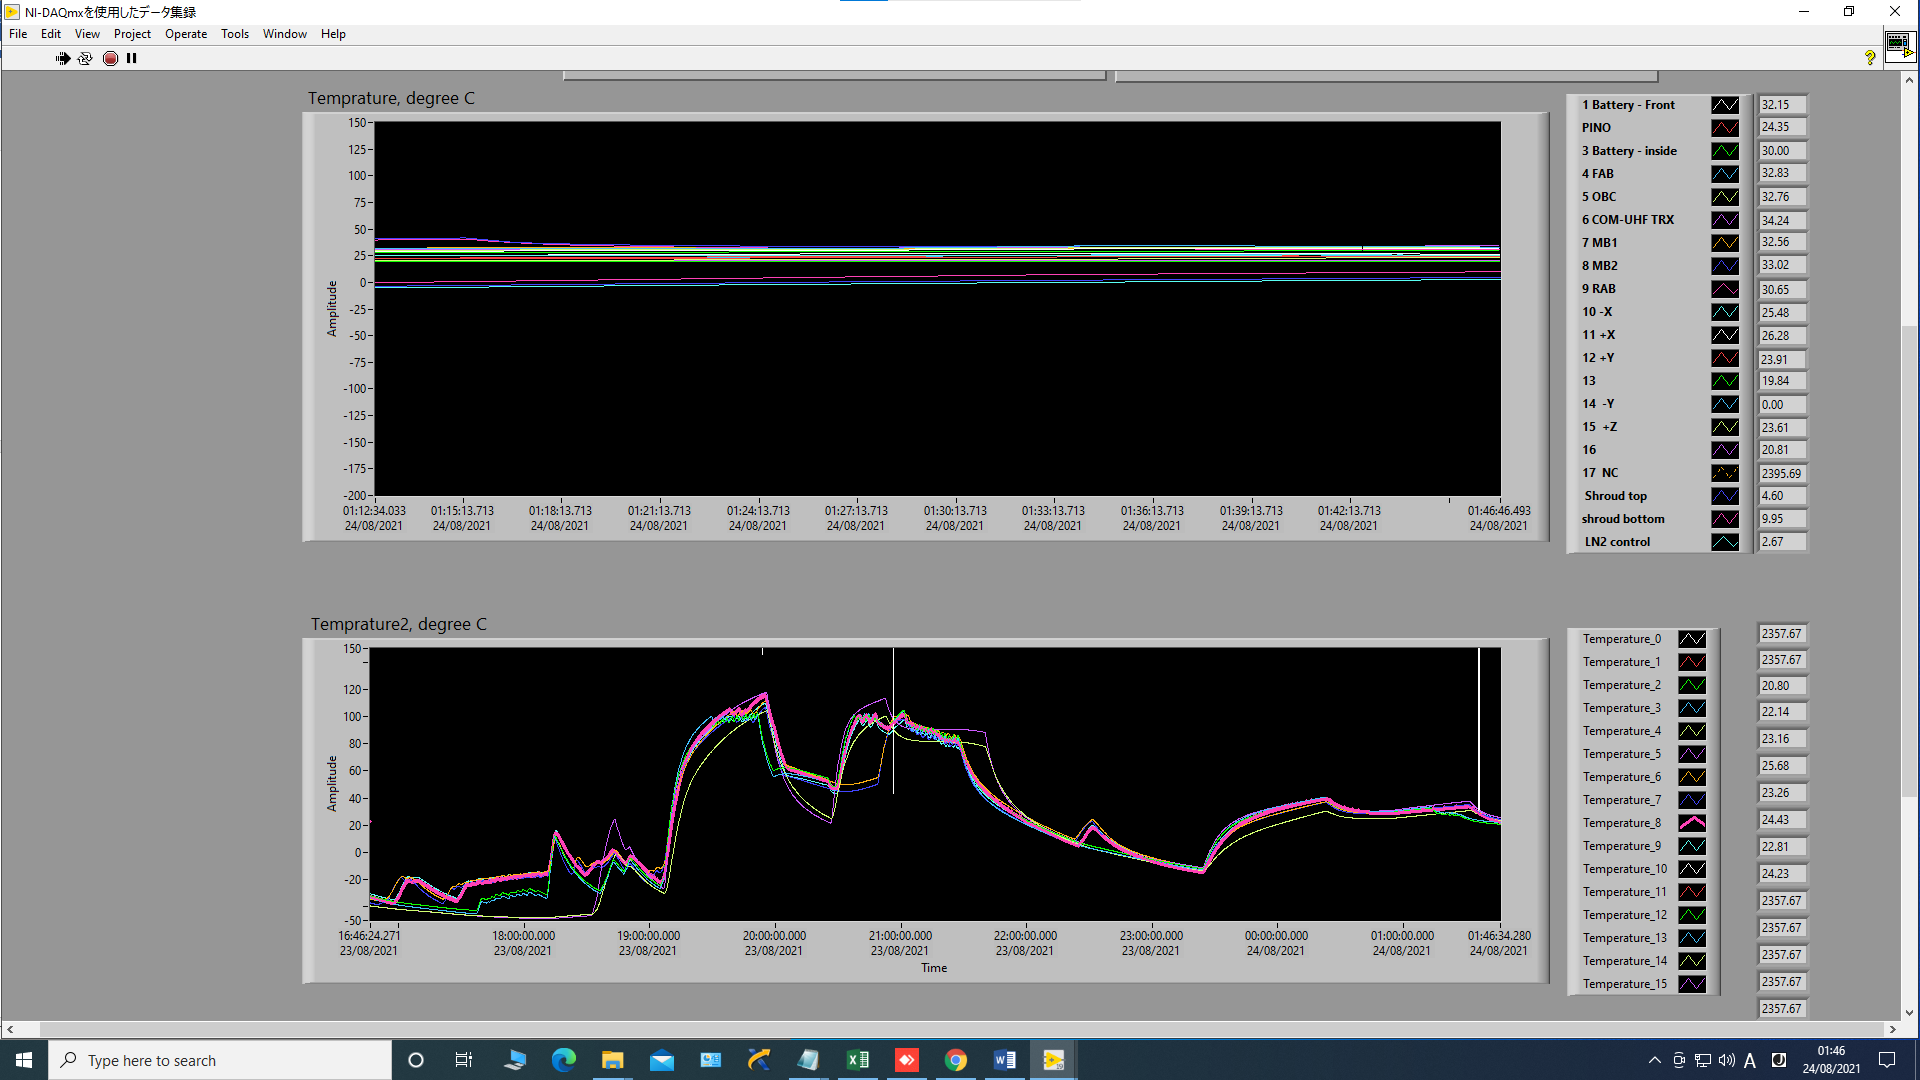 NI-DAQmxを使用したデータ集録
File Edit View Project Operate Tools Window Help
Temprature, degree C
150
125
100
75
50
25
0
-25
-50
-75
-100
-125
-150
-175
-200
Amplitude
01:12:34.033 01:15:13.713 01:18:13.713 01:21:13.713 01:24:13.713 01:27:13.713 01:30:13.713 01:33:13.713 01:36:13.713 01:39:13.713 01:42:13.713 01:46:46.493
24/08/2021 24/08/2021 24/08/2021 24/08/2021 24/08/2021 24/08/2021 24/08/2021 24/08/2021 24/08/2021 24/08/2021 24/08/2021 24/08/2021
1 Battery - Front 32.15
PINO 24.35
3 Battery - inside 30.00
4 FAB 32.83
5 OBC 32.76
6 COM-UHF TRX 34.24
7 MB1 32.56
8 MB2 33.02
9 RAB 30.65
10 -X 25.48
11 +X 26.28
12 +Y 23.91
13 19.84
14 -Y 0.00
15 +Z 23.61
16 20.81
17 NC 2395.69
Shroud top 4.60
shroud bottom 9.95
LN2 control 2.67
Temprature2, degree C
150
120
100
80
60
40
20
0
-20
-50
Amplitude
16:46:24.271 18:00:00.000 19:00:00.000 20:00:00.000 21:00:00.000 22:00:00.000 23:00:00.000 00:00:00.000 01:00:00.000 01:46:34.280
23/08/2021 23/08/2021 23/08/2021 23/08/2021 23/08/2021 23/08/2021 23/08/2021 24/08/2021 24/08/2021 24/08/2021
Time
Temperature_0
Temperature_1
Temperature_2
Temperature_3
Temperature_4
Temperature_5
Temperature_6
Temperature_7
Temperature_8
Temperature_9
Temperature_10
Temperature_11
Temperature_12
Temperature_13
Temperature_14
Temperature_15
2357.67
2357.67
20.80
22.14
23.16
25.68
23.26
24.43
22.81
24.23
2357.67
2357.67
2357.67
2357.67
2357.67
Type here to search
A
01:46
24/08/2021